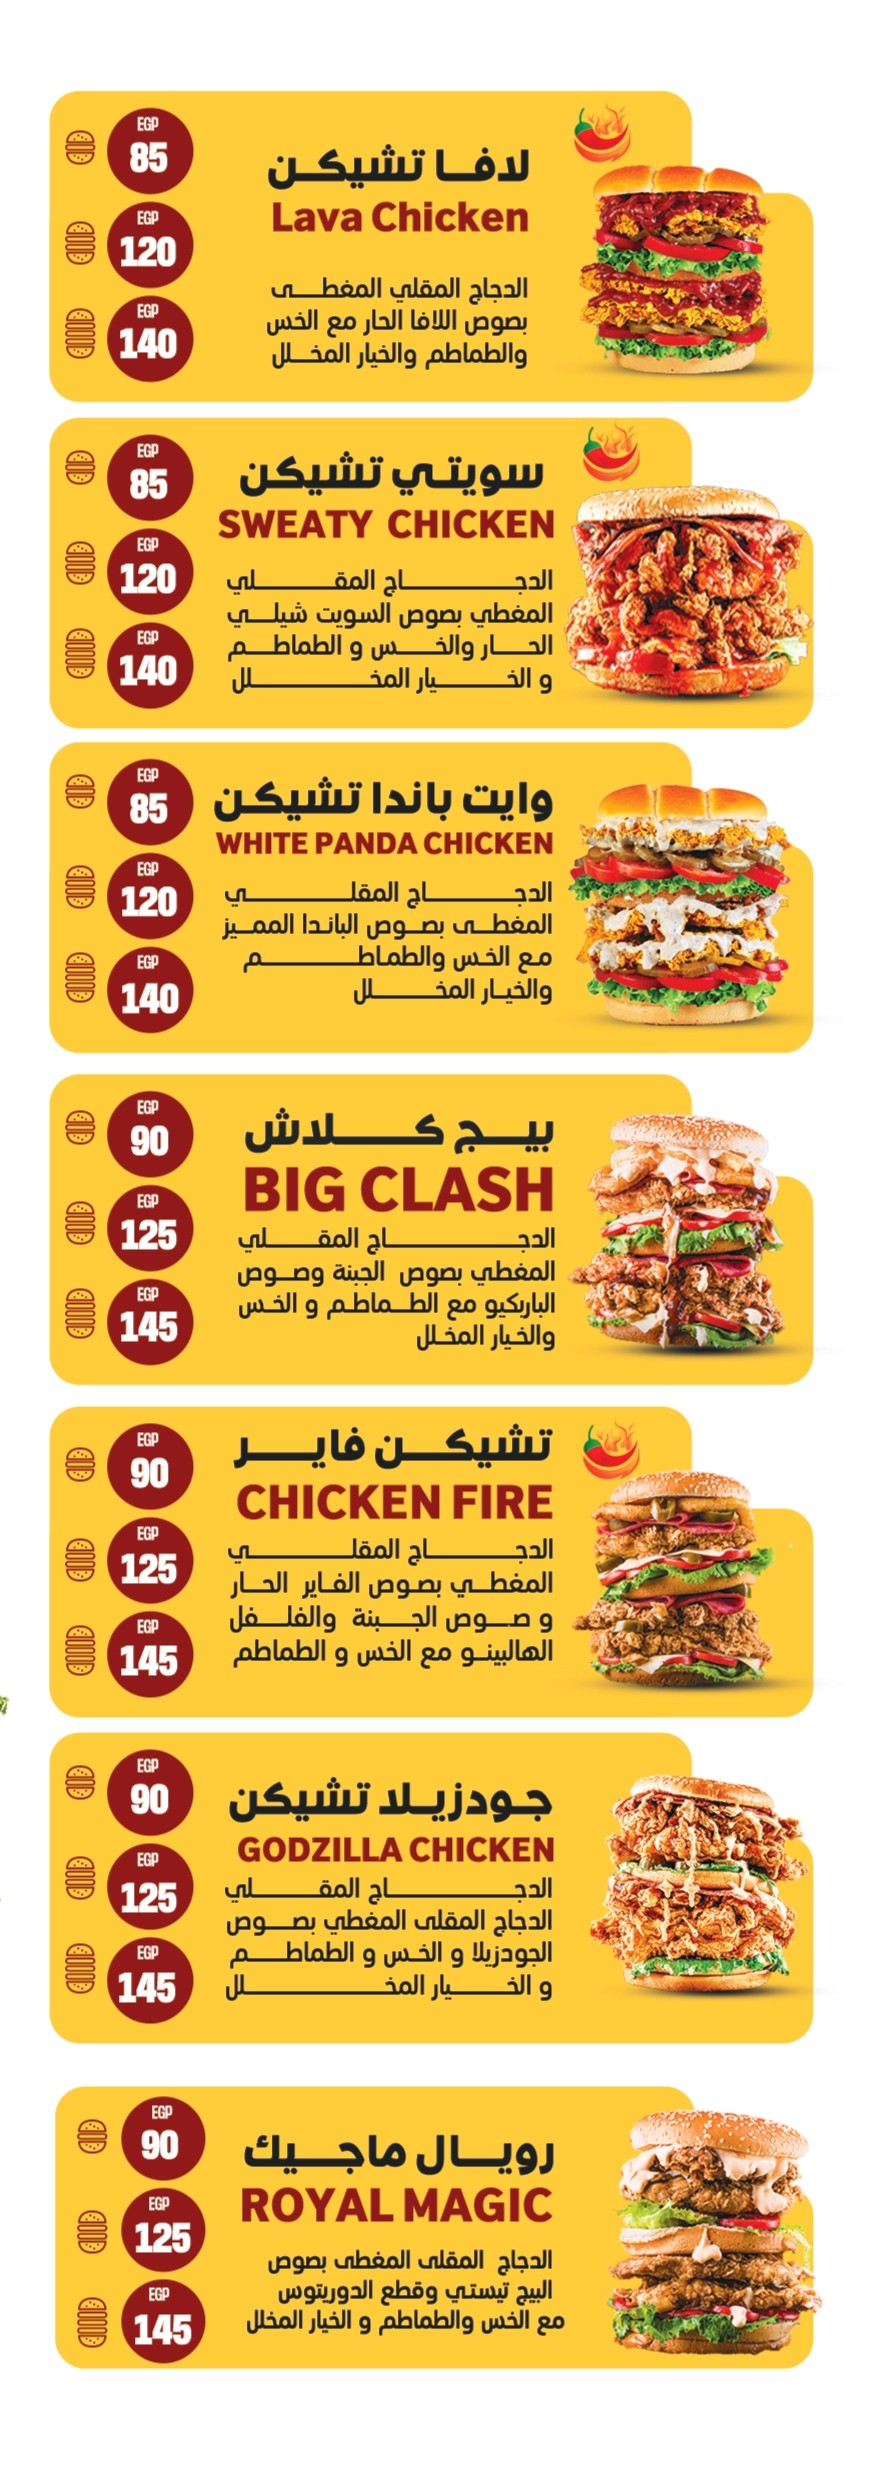 EGP
85
EGP
120
EGP
140
لافا تشيكن
Lava Chicken
الدجاج المقلي المغطى
بصوص اللافا الحار مع الخس
والطماطم والخيار المخلل
EGP
85
EGP
120
EGP
140
سويتي تشيكن
SWEATY CHICKEN
الدجاج المقلي
المغطي بصوص السويت شيلي
الحار والخس و الطماطم
و الخيار المخلل
EGP
85
EGP
120
EGP
140
وايت باندا تشيكن
WHITE PANDA CHICKEN
الدجاج المقلي
المغطى بصوص الباندا المميز
مع الخس والطماطم
والخيار المخلل
EGP
90
EGP
125
EGP
145
بيج كلاش
BIG CLASH
الدجاج المقلي
المغطي بصوص الجبنة وصوص
الباربكيو مع الطماطم و الخس
والخيار المخلل
EGP
90
EGP
125
EGP
145
تشيكن فاير
CHICKEN FIRE
الدجاج المقلي
المغطي بصوص الفاير الحار
و صوص الجبنة والفلفل
الهالبينو مع الخس و الطماطم
EGP
90
EGP
125
EGP
145
جودزيلا تشيكن
GODZILLA CHICKEN
الدجاج المقلي
الدجاج المقلى المغطي بصوص
الجودزيلا و الخس و الطماطم
و الخيار المخلل
EGP
90
EGP
125
EGP
145
رويال ماجيك
ROYAL MAGIC
الدجاج المقلى المغطى بصوص
البيج تيستي وقطع الدوريتوس
مع الخس والطماطم و الخيار المخلل